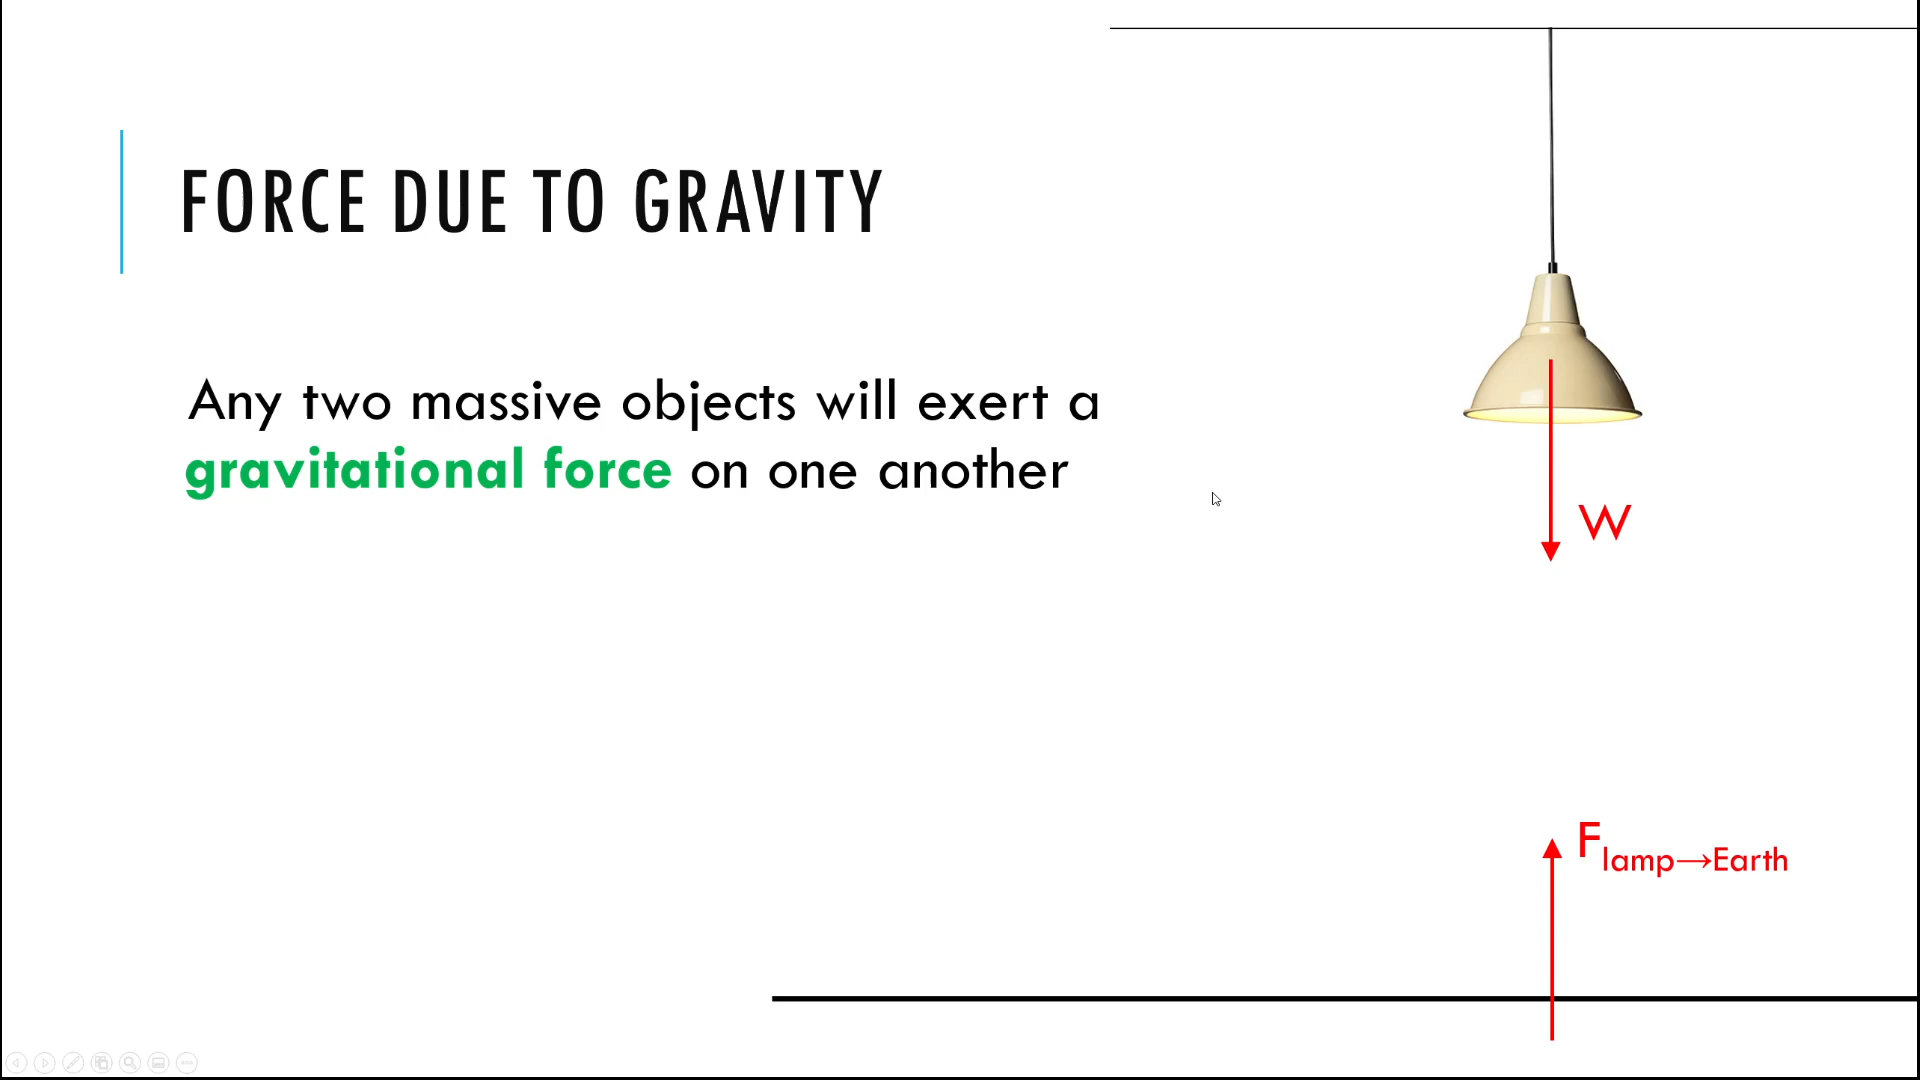 FORCE DUE TO GRAVITY
Any two massive objects will exert a
gravitational force on one another
W
Flamp→Earth